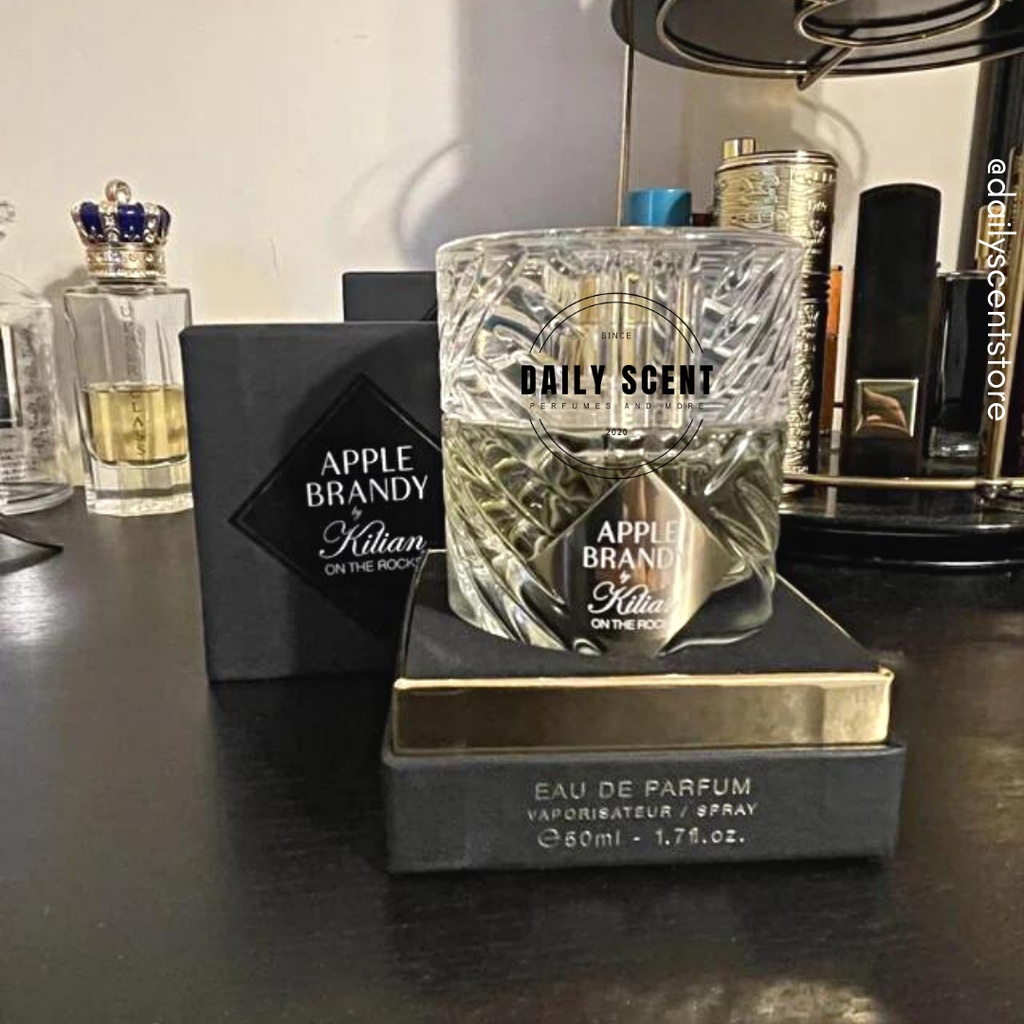 @dailyscentstore
SINCE
DAILY SCENT
PERFUMES AND MORE
2020
APPLE
BRANDY
by
Kilian
ON THE ROCKS
APPLE
BRANDY
by
Kilian
ON THE ROCKS
EAU DE PARFUM
VAPORISATEUR / SPRAY
℮50ml - 1.7fl.oz.